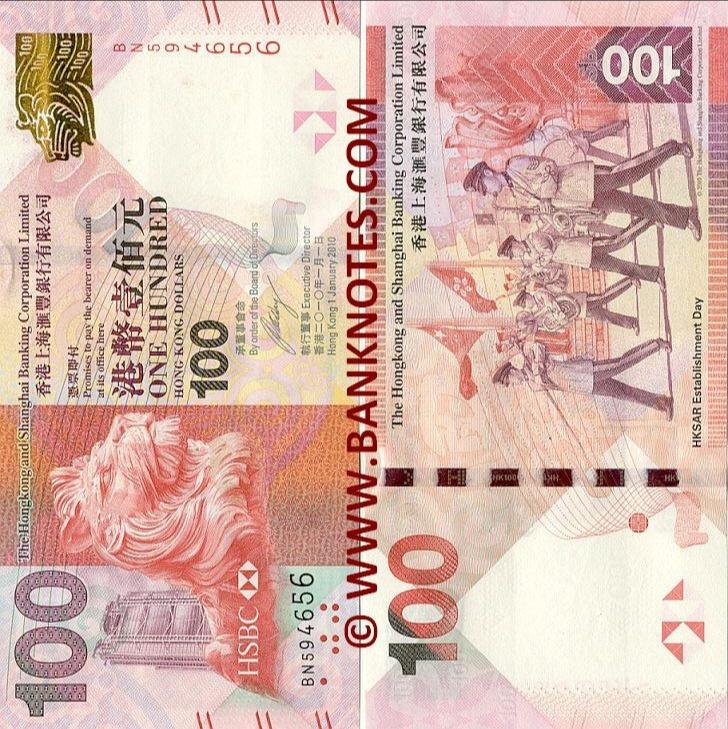 The Hongkong and Shanghai Banking Corporation Limited
香港上海滙豐銀行有限公司
憑票即付
Promises to pay the bearer on demand
at its office here
港幣壹佰元
ONE HUNDRED
HONG KONG DOLLARS
100
承董事會命
By order of the Board of Directors
執行董事 Executive Director
香港二〇一〇年一月一日
Hong Kong 1 January 2010
BN594656
100
100
100
100
HSBC
BN594656
© WWW.BANKNOTES.COM
The Hongkong and Shanghai Banking Corporation Limited
香港上海滙豐銀行有限公司
100
HK100
HK
100
HKSAR Establishment Day